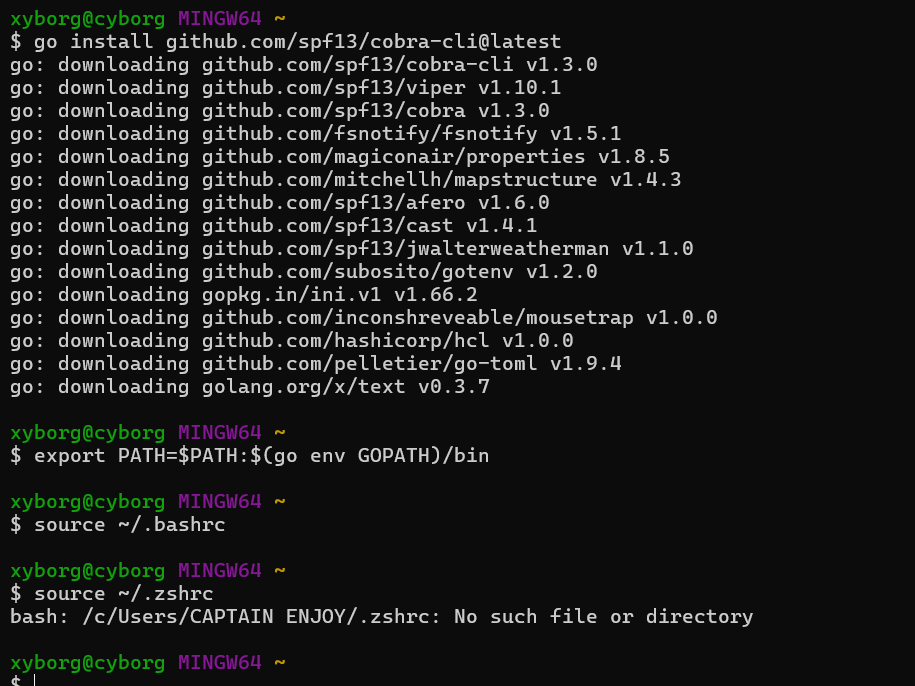 xyborg@cyborg MINGW64 ~
$ go install github.com/spf13/cobra-cli@latest
go: downloading github.com/spf13/cobra-cli v1.3.0
go: downloading github.com/spf13/viper v1.10.1
go: downloading github.com/spf13/cobra v1.3.0
go: downloading github.com/fsnotify/fsnotify v1.5.1
go: downloading github.com/magiconair/properties v1.8.5
go: downloading github.com/mitchellh/mapstructure v1.4.3
go: downloading github.com/spf13/afero v1.6.0
go: downloading github.com/spf13/cast v1.4.1
go: downloading github.com/spf13/jwalterweatherman v1.1.0
go: downloading github.com/subosito/gotenv v1.2.0
go: downloading gopkg.in/ini.v1 v1.66.2
go: downloading github.com/inconshreveable/mousetrap v1.0.0
go: downloading github.com/hashicorp/hcl v1.0.0
go: downloading github.com/pelletier/go-toml v1.9.4
go: downloading golang.org/x/text v0.3.7
xyborg@cyborg MINGW64 ~
$ export PATH=$PATH:$(go env GOPATH)/bin
xyborg@cyborg MINGW64 ~
$ source ~/.bashrc
xyborg@cyborg MINGW64 ~
$ source ~/.zshrc
bash: /c/Users/CAPTAIN ENJOY/.zshrc: No such file or directory
xyborg@cyborg MINGW64 ~
$